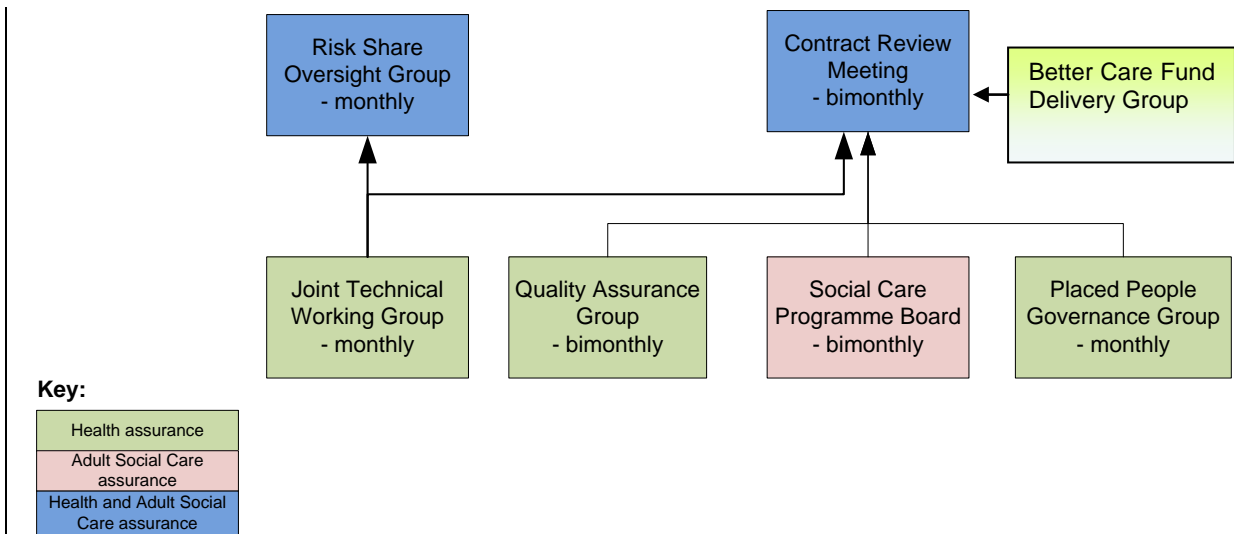 Risk Share
Oversight Group
- monthly
Contract Review
Meeting
- bimonthly
Better Care Fund
Delivery Group
Joint Technical
Working Group
- monthly
Quality Assurance
Group
- bimonthly
Social Care
Programme Board
- bimonthly
Placed People
Governance Group
- monthly
Key:
Health assurance
Adult Social Care
assurance
Health and Adult Social
Care assurance